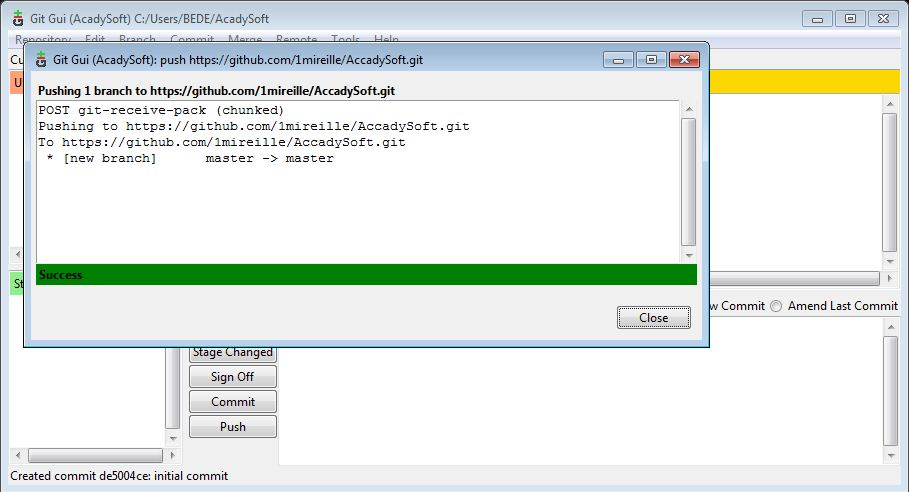 Git Gui (AcadySoft) C:/Users/BEDE/AcadySoft
Repository Edit Branch Commit Merge Remote Tools Help
Git Gui (AcadySoft): push https://github.com/1mireille/AccadySoft.git
Pushing 1 branch to https://github.com/1mireille/AccadySoft.git
POST git-receive-pack (chunked)
Pushing to https://github.com/1mireille/AccadySoft.git
To https://github.com/1mireille/AccadySoft.git
* [new branch] master -> master
Success
Close
Cu
U
St
w Commit Amend Last Commit
Stage Changed
Sign Off
Commit
Push
Created commit de5004ce: initial commit